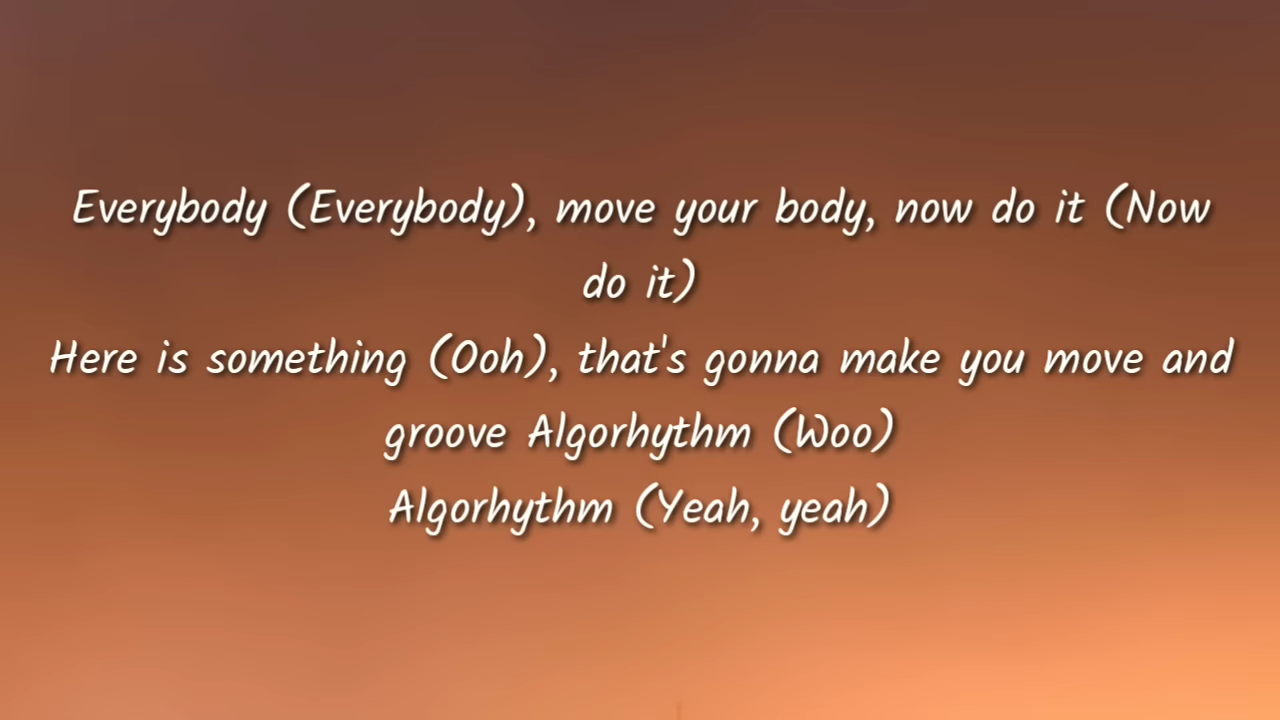 Everybody (Everybody), move your body, now do it (Now
do it)
Here is something (Ooh), that's gonna make you move and
groove Algorhythm (Woo)
Algorhythm (Yeah, yeah)